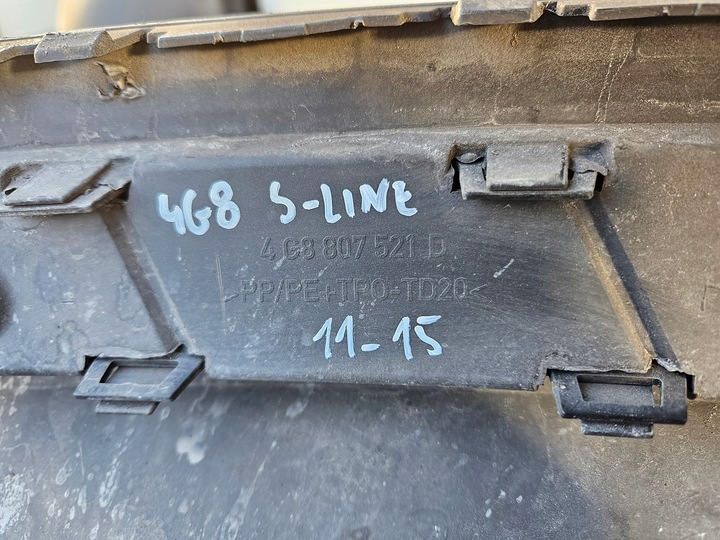 4G8 S-LINE
4G8 807 521 D
>PP/PE+TPO-TD20<
11-15